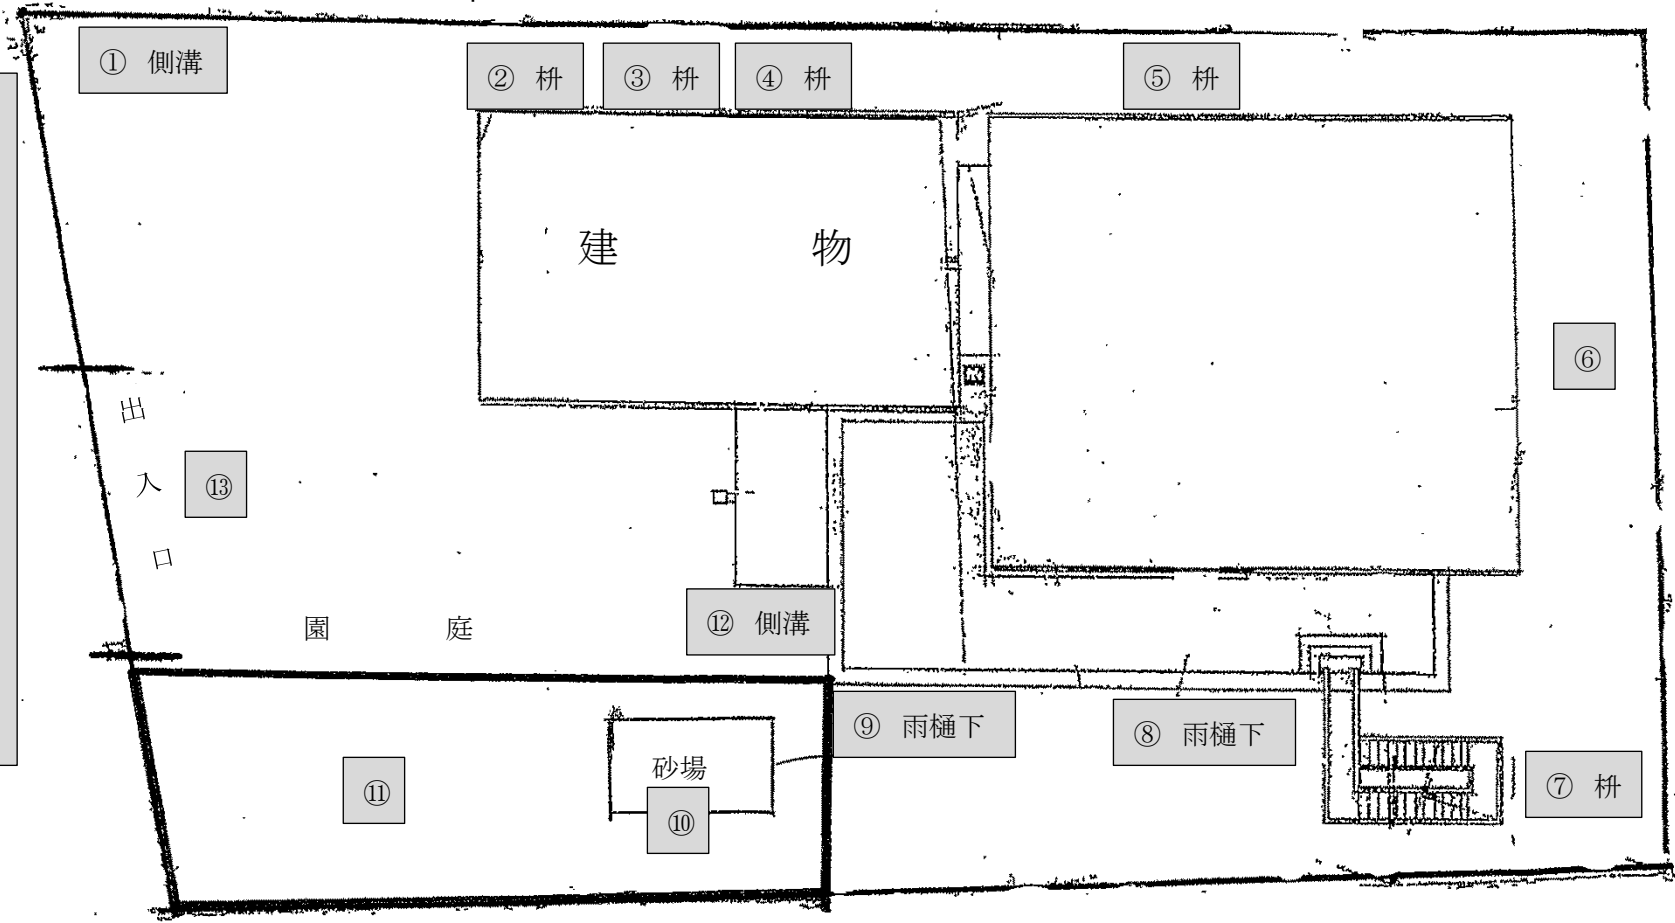 ① 側溝
② 枡
③ 枡
④ 枡
⑤ 枡
建 物
⑥
出入口
⑬
園 庭
⑫ 側溝
⑨ 雨樋下
⑧ 雨樋下
砂場
⑩
⑪
⑦ 枡